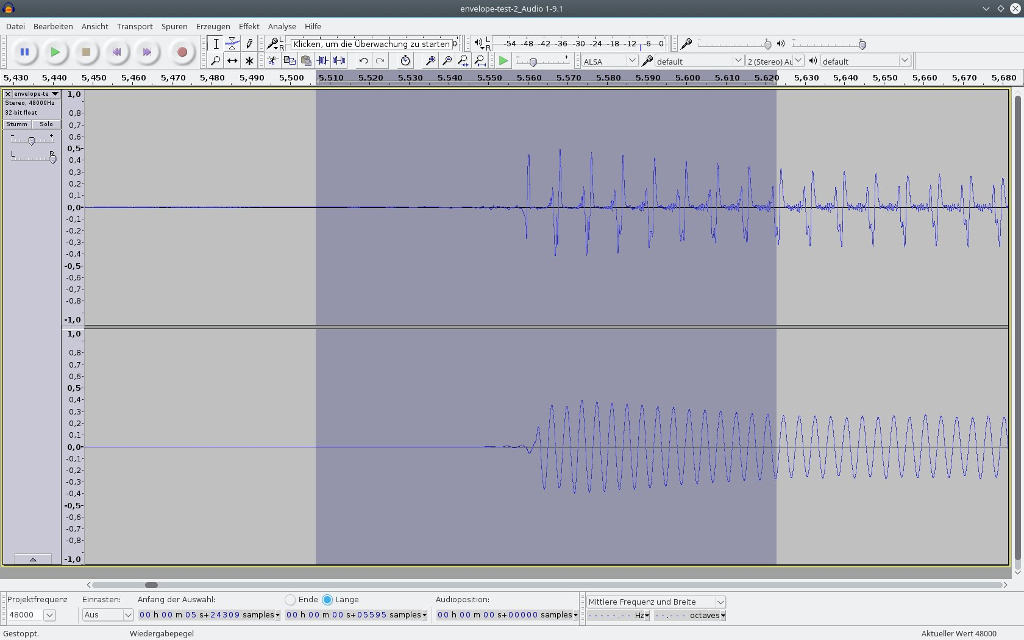 envelope-test-2_Audio 1-9.1
Datei Bearbeiten Ansicht Transport Spuren Erzeugen Effekt Analyse Hilfe
Klicken, um die Überwachung zu starten
-54 -48 -42 -36 -30 -24 -18 -12 -6 0
ALSA default 2 (Stereo) Au default
5,430 5,440 5,450 5,460 5,470 5,480 5,490 5,500 5,510 5,520 5,530 5,540 5,550 5,560 5,570 5,580 5,590 5,600 5,610 5,620 5,630 5,640 5,650 5,660 5,670 5,680
envelope-te
Stereo, 48000Hz
32-bit float
Stumm Solo
- +
L R
1,0
0,8
0,7
0,6
0,5
0,4
0,3
0,2
0,1
0,0
-0,1
-0,2
-0,3
-0,4
-0,5
-0,6
-0,7
-0,8
-1,0
1,0
0,8
0,7
0,6
0,5
0,4
0,3
0,2
0,1
0,0
-0,1
-0,2
-0,3
-0,4
-0,5
-0,6
-0,7
-0,8
-1,0
Projektfrequenz Einrasten: Anfang der Auswahl: Ende Länge Audioposition: Mittlere Frequenz und Breite
48000 Aus 00 h 00 m 05 s+24309 samples 00 h 00 m 00 s+05595 samples 00 h 00 m 00 s+00000 samples Hz octaves
Gestoppt. Wiedergabepegel Aktueller Wert 48000